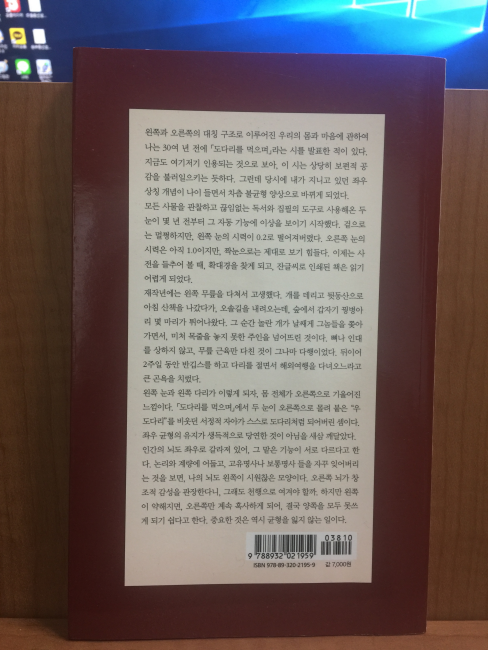 왼쪽과 오른쪽의 대칭 구조로 이루어진 우리의 몸과 마음에 관하여
나는 30여 년 전에 「도다리를 먹으며」라는 시를 발표한 적이 있다.
지금도 여기저기 인용되는 것으로 보아, 이 시는 상당히 보편적 공
감을 불러일으키는 듯하다. 그런데 당시에 내가 지니고 있던 좌우
상칭 개념이 나이 들면서 차츰 불균형 양상으로 바뀌게 되었다.
모든 사물을 관찰하고 끊임없는 독서와 집필의 도구로 사용해온 두
눈이 몇 년 전부터 그 자동 기능에 이상을 보이기 시작했다. 겉으로
는 멀쩡하지만, 왼쪽 눈의 시력이 0.2로 떨어져버렸다. 오른쪽 눈의
시력은 아직 1.0이지만, 짝눈으로는 제대로 보기 힘들다. 이제는 사
전을 들추어 볼 때, 확대경을 찾게 되고, 잔글씨로 인쇄된 책은 읽기
어렵게 되었다.
재작년에는 왼쪽 무릎을 다쳐서 고생했다. 개를 데리고 뒷동산으로
아침 산책을 나갔다가, 오솔길을 내려오는데, 숲에서 갑자기 꿩병아
리 몇 마리가 튀어나왔다. 그 순간 놀란 개가 날쌔게 그놈들을 쫓아
가면서, 미처 목줄을 놓지 못한 주인을 넘어뜨린 것이다. 뼈나 인대
를 상하지 않고, 무릎 근육만 다친 것이 그나마 다행이었다. 뒤이어
2주일 동안 반깁스를 하고 다리를 절면서 해외여행을 다녀오느라고
큰 곤욕을 치렀다.
왼쪽 눈과 왼쪽 다리가 이렇게 되자, 몸 전체가 오른쪽으로 기울어진
느낌이다. 「도다리를 먹으며」에서 두 눈이 오른쪽으로 몰려 붙은 "우
도다리"를 비웃던 서정적 자아가 스스로 도다리처럼 되어버린 셈이다.
좌우 균형의 유지가 생득적으로 당연한 것이 아님을 새삼 깨달았다.
인간의 뇌도 좌우로 갈라져 있어, 그 맡은 기능이 서로 다르다고 한
다. 논리와 계량에 어둡고, 고유명사나 보통명사 들을 자꾸 잊어버리
는 것을 보면, 나의 뇌도 왼쪽이 시원찮은 모양이다. 오른쪽 뇌가 창
조적 감성을 관장한다니, 그래도 천행으로 여겨야 할까. 하지만 왼쪽
이 약해지면, 오른쪽만 계속 혹사하게 되어, 결국 양쪽을 모두 못쓰
게 되기 쉽다고 한다. 중요한 것은 역시 균형을 잃지 않는 일이다.
03810
9 788932 021959
ISBN 978-89-320-2195-9 값 7,000원